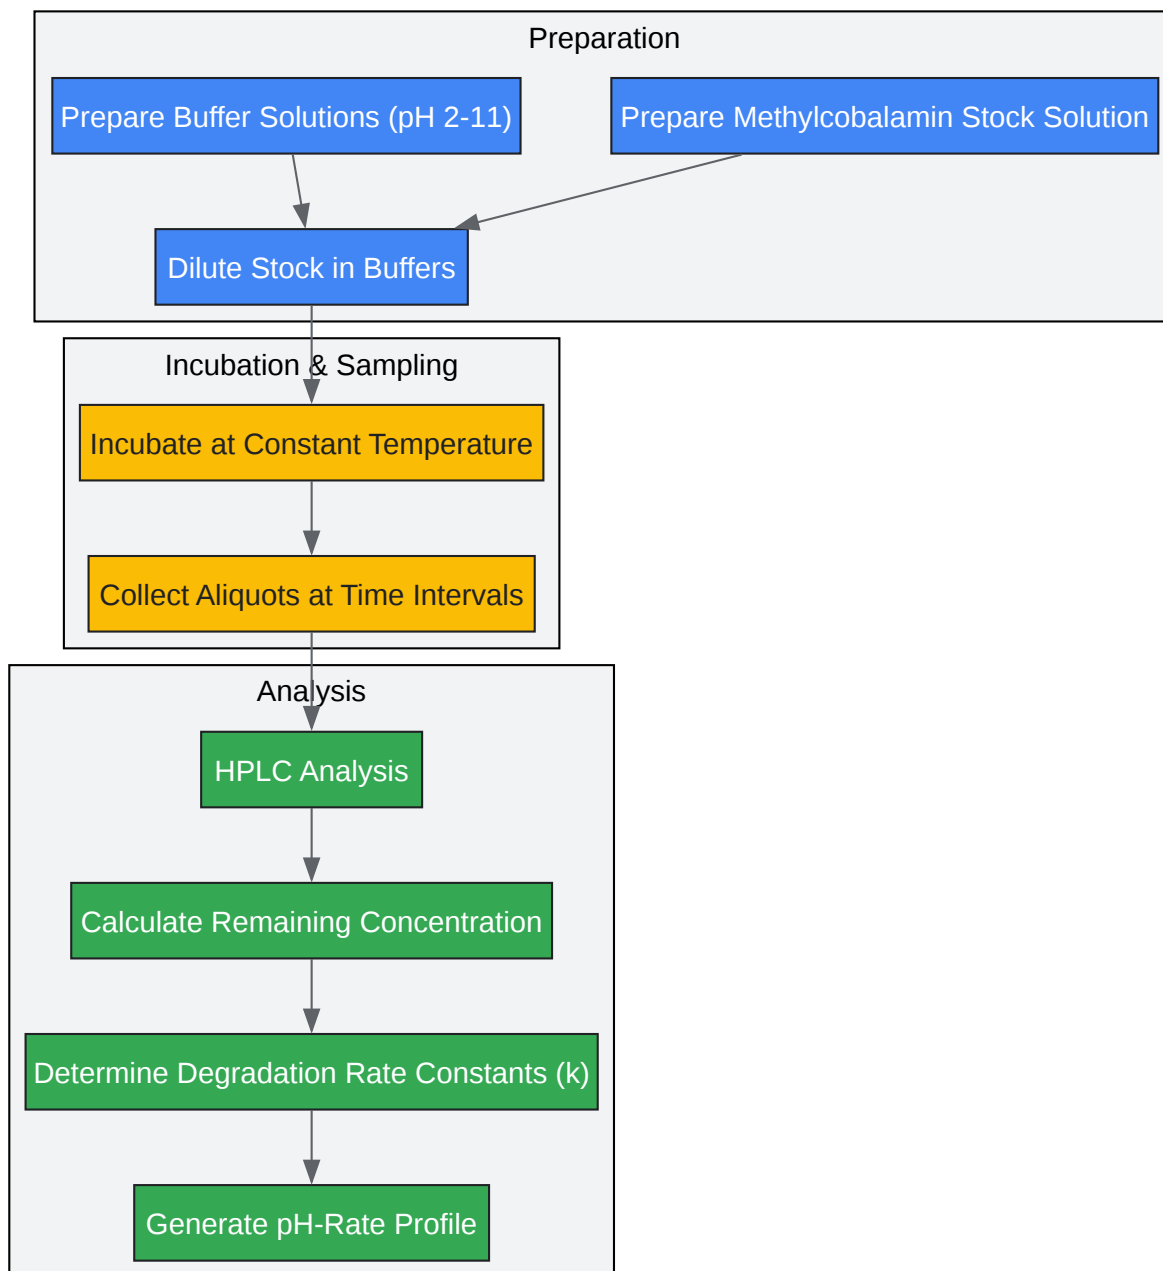 Preparation
Prepare Buffer Solutions (pH 2-11)
Prepare Methylcobalamin Stock Solution
Dilute Stock in Buffers
Incubation & Sampling
Incubate at Constant Temperature
Collect Aliquots at Time Intervals
Analysis
HPLC Analysis
Calculate Remaining Concentration
Determine Degradation Rate Constants (k)
Generate pH-Rate Profile